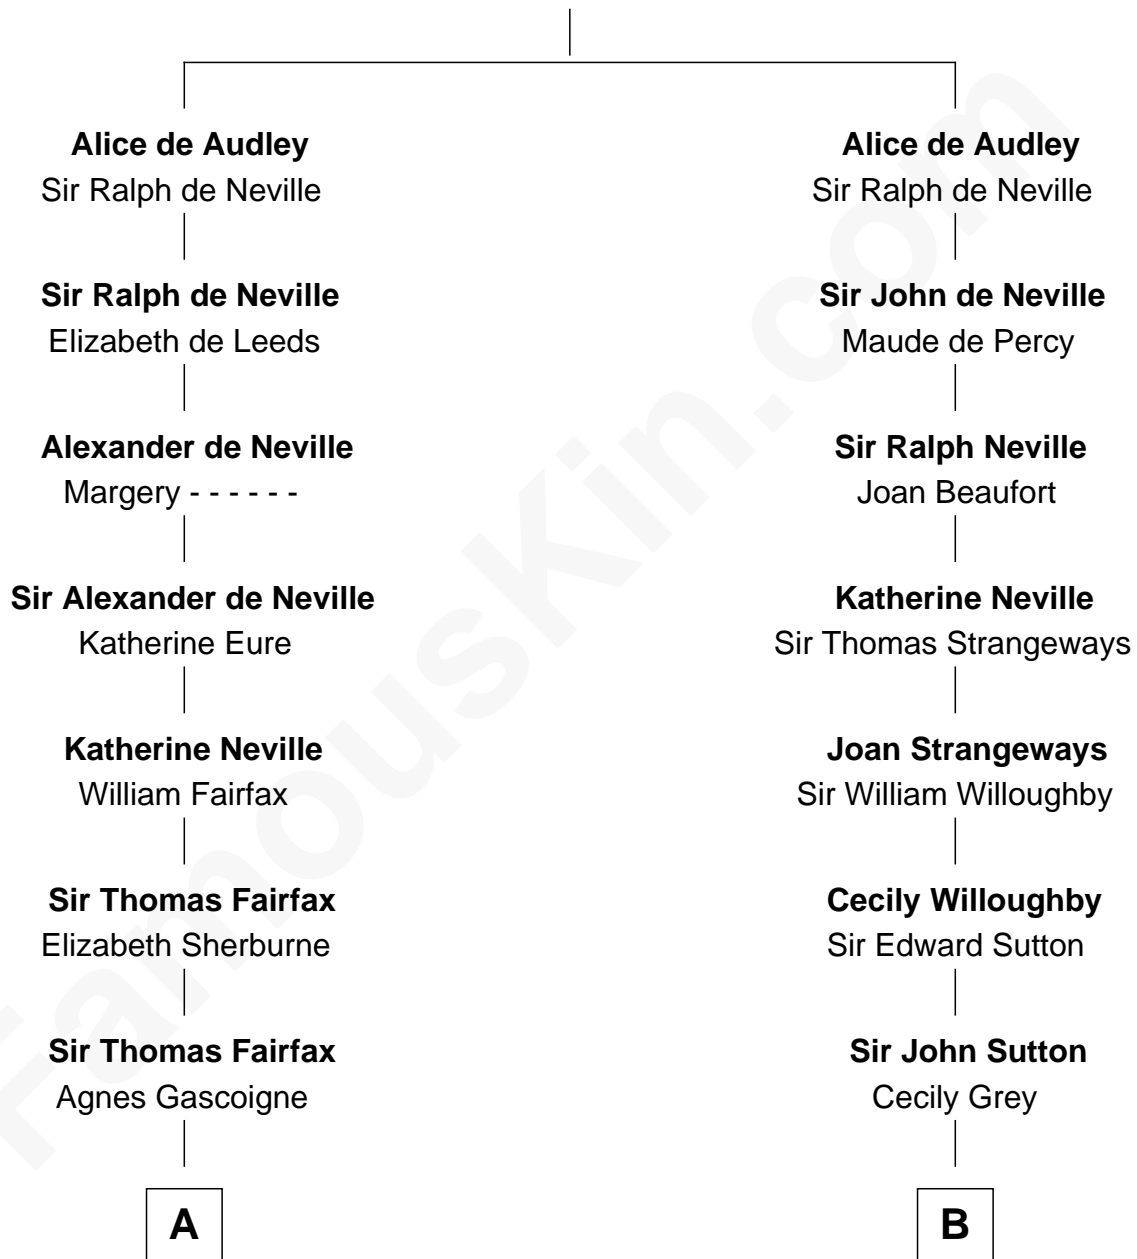 Alice de Audley
Sir Ralph de Neville
Sir Ralph de Neville
Elizabeth de Leeds
Alexander de Neville
Margery - - - - - -
Sir Alexander de Neville
Katherine Eure
Katherine Neville
William Fairfax
Sir Thomas Fairfax
Elizabeth Sherburne
Sir Thomas Fairfax
Agnes Gascoigne
A
Alice de Audley
Sir Ralph de Neville
Sir John de Neville
Maude de Percy
Sir Ralph Neville
Joan Beaufort
Katherine Neville
Sir Thomas Strangeways
Joan Strangeways
Sir William Willoughby
Cecily Willoughby
Sir Edward Sutton
Sir John Sutton
Cecily Grey
B
FamousKin.com